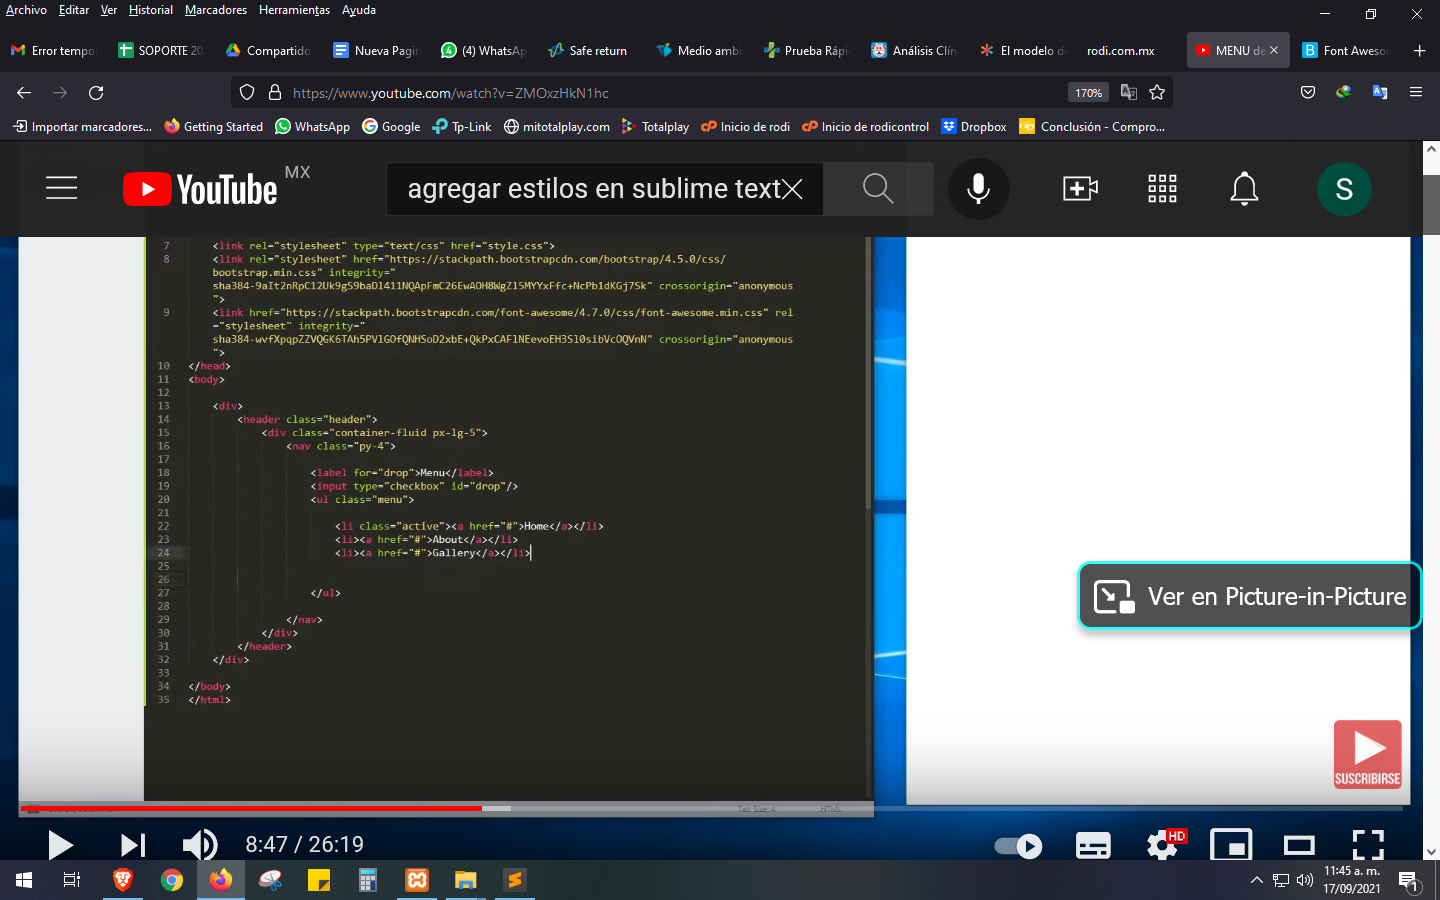 Archivo Editar Ver Historial Marcadores Herramientas Ayuda
Error tempo SOPORTE 20 Compartido Nueva Pagin (4) WhatsAp Safe return Medio ambi Prueba Rápi Análisis Clín El modelo de rodi.com.mx MENU de Font Aweso
https://www.youtube.com/watch?v=ZMOxzHkN1hc 170%
Importar marcadores... Getting Started WhatsApp Google Tp-Link mitotalplay.com Totalplay Inicio de rodi Inicio de rodicontrol Dropbox Conclusión - Compro...
YouTube MX agregar estilos en sublime text S
7 <link rel="stylesheet" type="text/css" href="style.css">
8 <link rel="stylesheet" href="https://stackpath.bootstrapcdn.com/bootstrap/4.5.0/css/
bootstrap.min.css" integrity="
sha384-9aIt2nRpC12Uk9gS9baDl411NQApFmC26EwAOH8WgZl5MYYxFfc+NcPb1dKGj7Sk" crossorigin="anonymous
">
9 <link href="https://stackpath.bootstrapcdn.com/font-awesome/4.7.0/css/font-awesome.min.css" rel
="stylesheet" integrity="
sha384-wvfXpqpZZVQGK6TAh5PVlGOfQNHSoD2xbE+QkPxCAFlNEevoEH3Sl0sibVcOQVnN" crossorigin="anonymous
">
10 </head>
11 <body>
12
13 <div>
14 <header class="header">
15 <div class="container-fluid px-lg-5">
16 <nav class="py-4">
17
18 <label for="drop">Menu</label>
19 <input type="checkbox" id="drop"/>
20 <ul class="menu">
21
22 <li class="active"><a href="#">Home</a></li>
23 <li><a href="#">About</a></li>
24 <li><a href="#">Gallery</a></li>
25
26
27 </ul>
28
29 </nav>
30 </div>
31 </header>
32 </div>
33
34 </body>
35 </html>
Ver en Picture-in-Picture
SUSCRIBIRSE
Tab Size: 4 HTML
8:47 / 26:19 HD
11:45 a. m.
17/09/2021
1